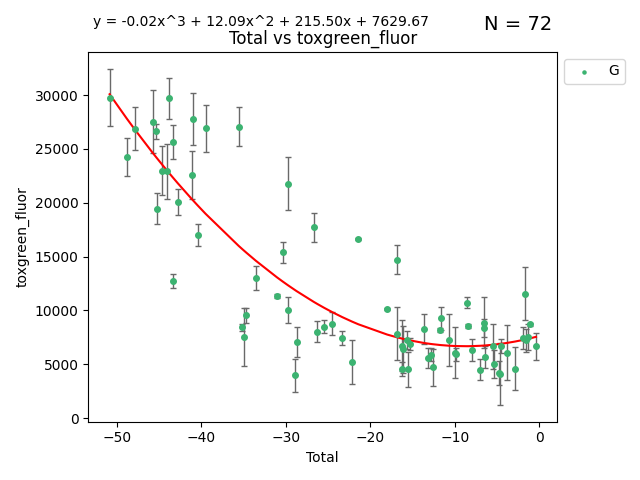 y = -0.02x^3 + 12.09x^2 + 215.50x + 7629.67
N = 72
Total vs toxgreen_fluor
G
30000
25000
20000
15000
10000
5000
0
toxgreen_fluor
−50
−40
−30
−20
−10
0
Total